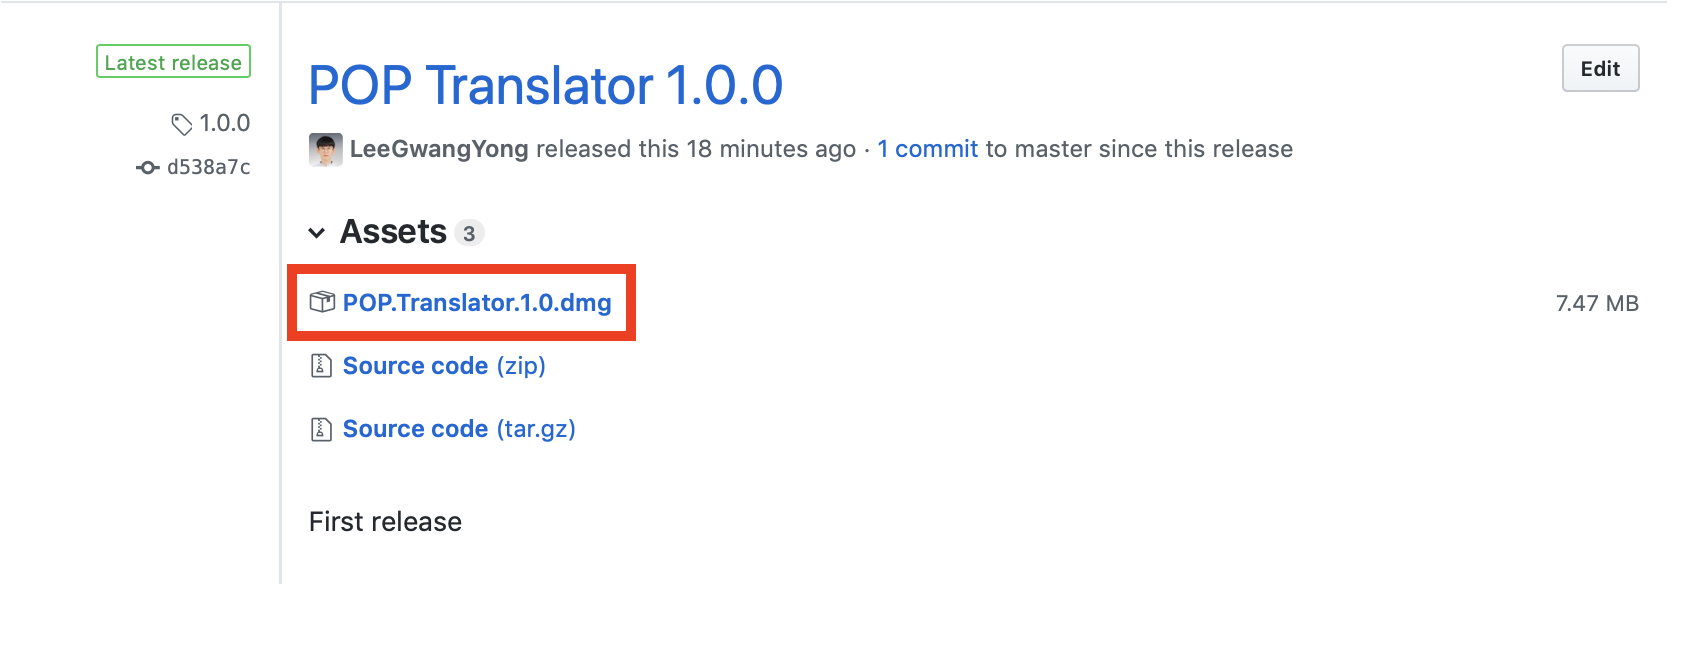 Latest release
1.0.0
d538a7c
POP Translator 1.0.0
Edit
LeeGwangYong released this 18 minutes ago · 1 commit to master since this release
Assets 3
POP.Translator.1.0.dmg 7.47 MB
Source code (zip)
Source code (tar.gz)
First release